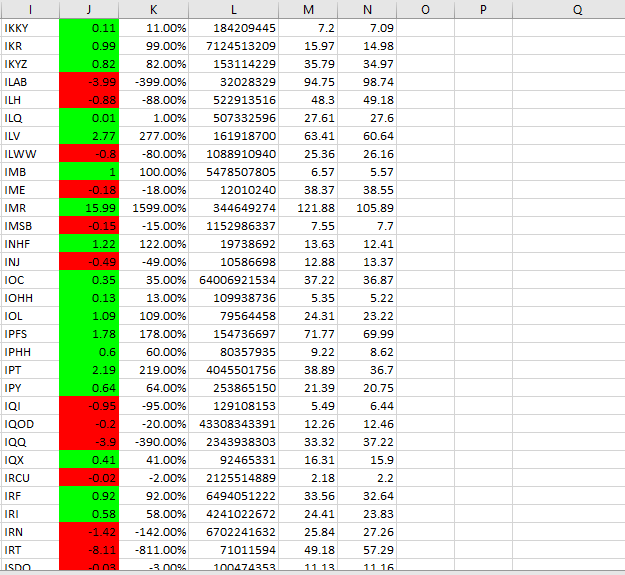 I J K L M N O P Q
IKKY 0.11 11.00% 184209445 7.2 7.09
IKR 0.99 99.00% 7124513209 15.97 14.98
IKYZ 0.82 82.00% 153114229 35.79 34.97
ILAB -3.99 -399.00% 32028329 94.75 98.74
ILH -0.88 -88.00% 522913516 48.3 49.18
ILQ 0.01 1.00% 507332596 27.61 27.6
ILV 2.77 277.00% 161918700 63.41 60.64
ILWW -0.8 -80.00% 1088910940 25.36 26.16
IMB 1 100.00% 5478507805 6.57 5.57
IME -0.18 -18.00% 12010240 38.37 38.55
IMR 15.99 1599.00% 344649274 121.88 105.89
IMSB -0.15 -15.00% 1152986337 7.55 7.7
INHF 1.22 122.00% 19738692 13.63 12.41
INJ -0.49 -49.00% 10586698 12.88 13.37
IOC 0.35 35.00% 64006921534 37.22 36.87
IOHH 0.13 13.00% 109938736 5.35 5.22
IOL 1.09 109.00% 79564458 24.31 23.22
IPFS 1.78 178.00% 154736697 71.77 69.99
IPHH 0.6 60.00% 80357935 9.22 8.62
IPT 2.19 219.00% 4045501756 38.89 36.7
IPY 0.64 64.00% 253865150 21.39 20.75
IQI -0.95 -95.00% 129108153 5.49 6.44
IQOD -0.2 -20.00% 43308343391 12.26 12.46
IQQ -3.9 -390.00% 2343938303 33.32 37.22
IQX 0.41 41.00% 92465331 16.31 15.9
IRCU -0.02 -2.00% 2125514889 2.18 2.2
IRF 0.92 92.00% 6494051222 33.56 32.64
IRI 0.58 58.00% 4241022672 24.41 23.83
IRN -1.42 -142.00% 6702241632 25.84 27.26
IRT -8.11 -811.00% 71011594 49.18 57.29
ISDO -0.03 -3.00% 100474353 11.13 11.16